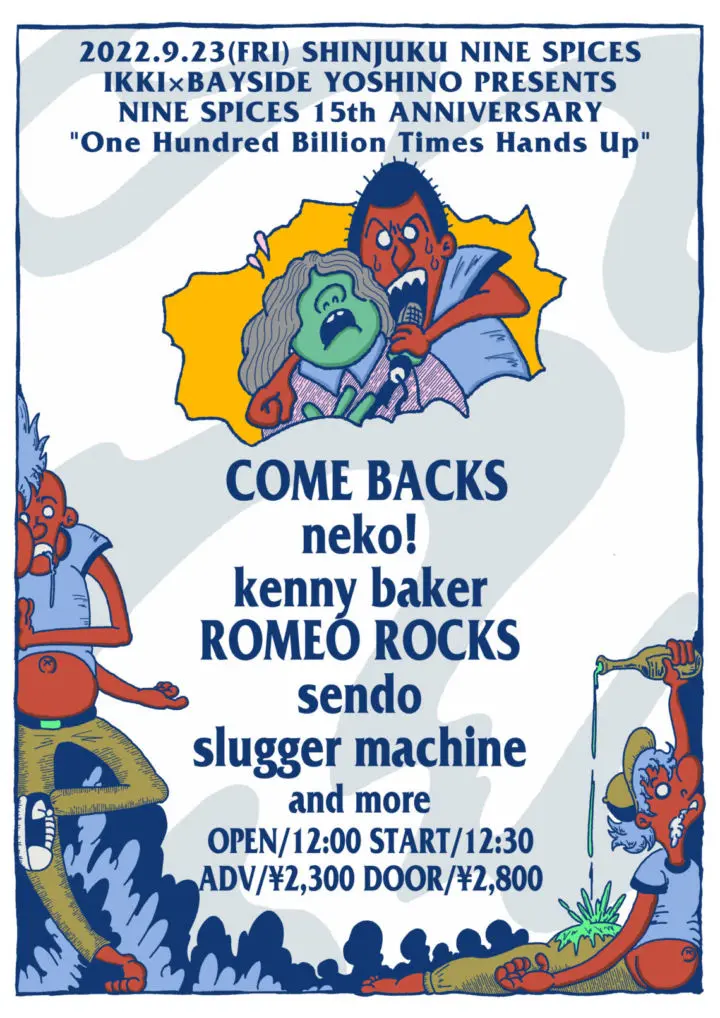 2022.9.23(FRI) SHINJUKU NINE SPICES
IKKI×BAYSIDE YOSHINO PRESENTS
NINE SPICES 15th ANNIVERSARY
"One Hundred Billion Times Hands Up"
COME BACKS
neko!
kenny baker
ROMEO ROCKS
sendo
slugger machine
and more
OPEN/12:00 START/12:30
ADV/¥2,300 DOOR/¥2,800